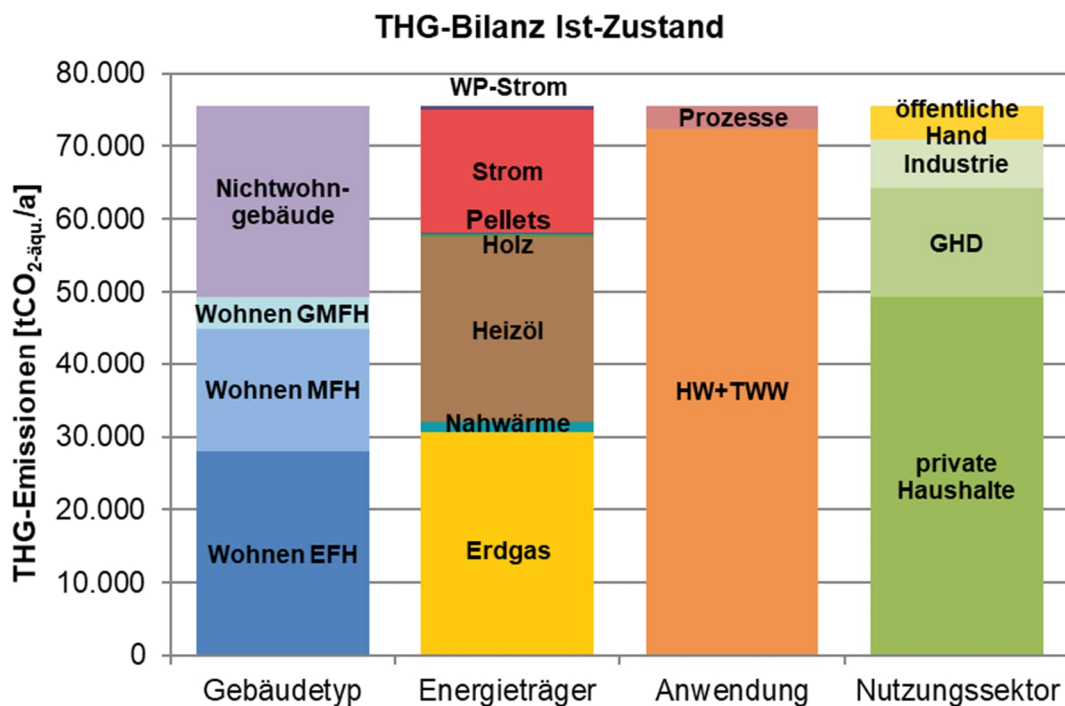 THG-Bilanz Ist-Zustand
THG-Emissionen [tCO2-äqu./a]
80.000
70.000
60.000
50.000
40.000
30.000
20.000
10.000
0
Nichtwohn-
gebäude
Wohnen GMFH
Wohnen MFH
Wohnen EFH
WP-Strom
Strom
Pellets
Holz
Heizöl
Nahwärme
Erdgas
Prozesse
HW+TWW
öffentliche
Hand
Industrie
GHD
private
Haushalte
Gebäudetyp
Energieträger
Anwendung
Nutzungssektor